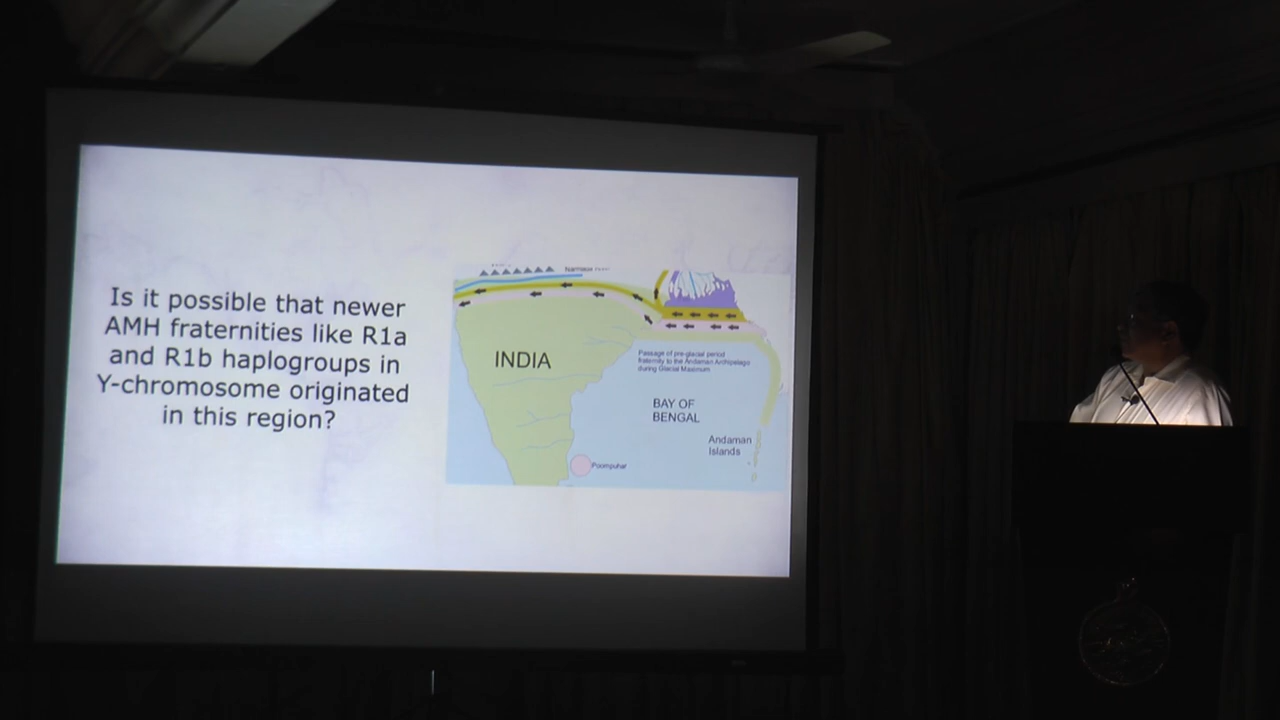 Is it possible that newer
AMH fraternities like R1a
and R1b haplogroups in
Y-chromosome originated
in this region?
INDIA
Passage of pre-glacial period
fraternity to the Andaman Archipelago
during Glacial Maximum
BAY OF
BENGAL
Andaman
Islands
Poompuhar